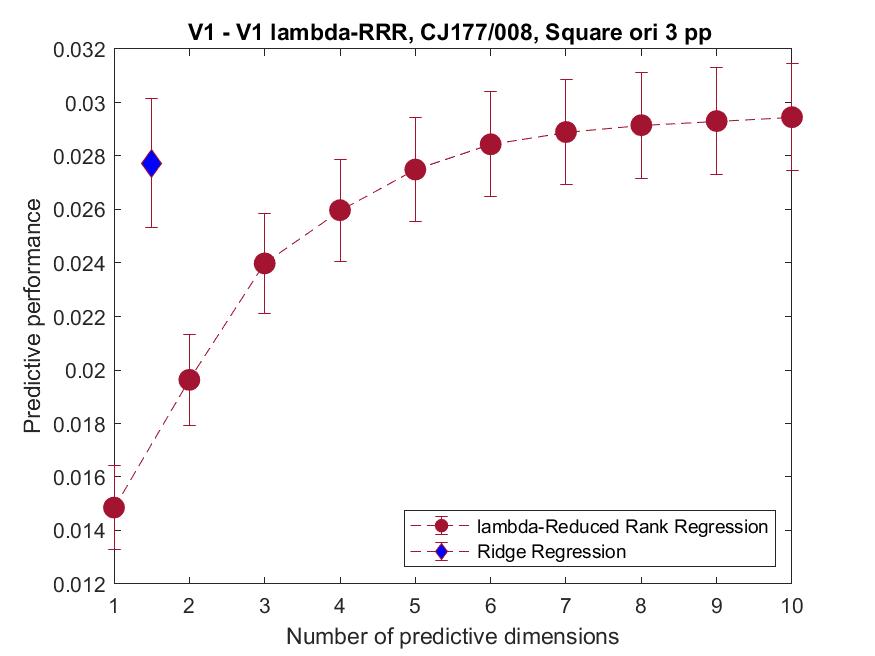 V1 - V1 lambda-RRR, CJ177/008, Square ori 3 pp
0.032
0.03
0.028
0.026
0.024
0.022
0.02
0.018
0.016
0.014
0.012
Predictive performance
lambda-Reduced Rank Regression
Ridge Regression
1 2 3 4 5 6 7 8 9 10
Number of predictive dimensions